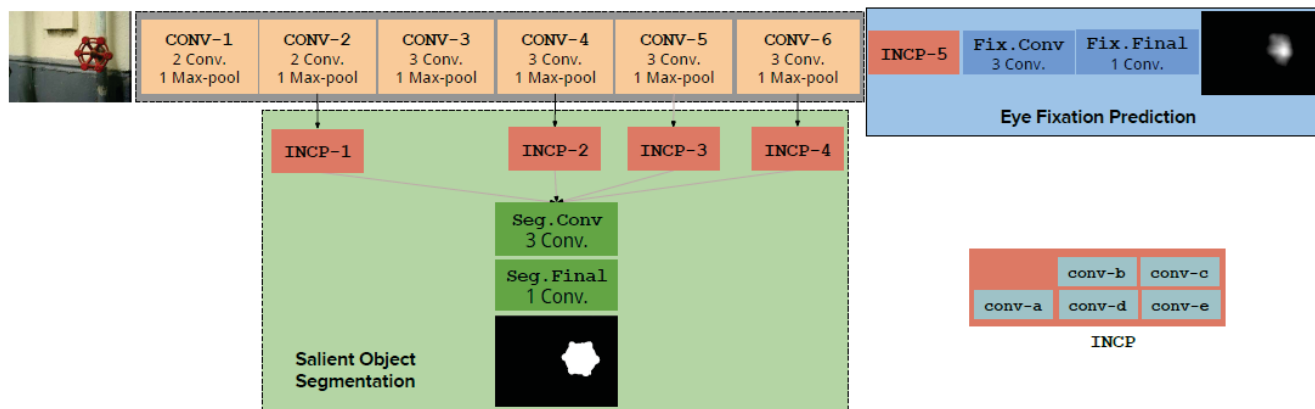 CONV-1
2 Conv.
1 Max-pool
CONV-2
2 Conv.
1 Max-pool
CONV-3
3 Conv.
1 Max-pool
CONV-4
3 Conv.
1 Max-pool
CONV-5
3 Conv.
1 Max-pool
CONV-6
3 Conv.
1 Max-pool
INCP-5
Fix.Conv
3 Conv.
Fix.Final
1 Conv.
Eye Fixation Prediction
INCP-1
INCP-2
INCP-3
INCP-4
Seg.Conv
3 Conv.
Seg.Final
1 Conv.
Salient Object
Segmentation
conv-b
conv-c
conv-a
conv-d
conv-e
INCP